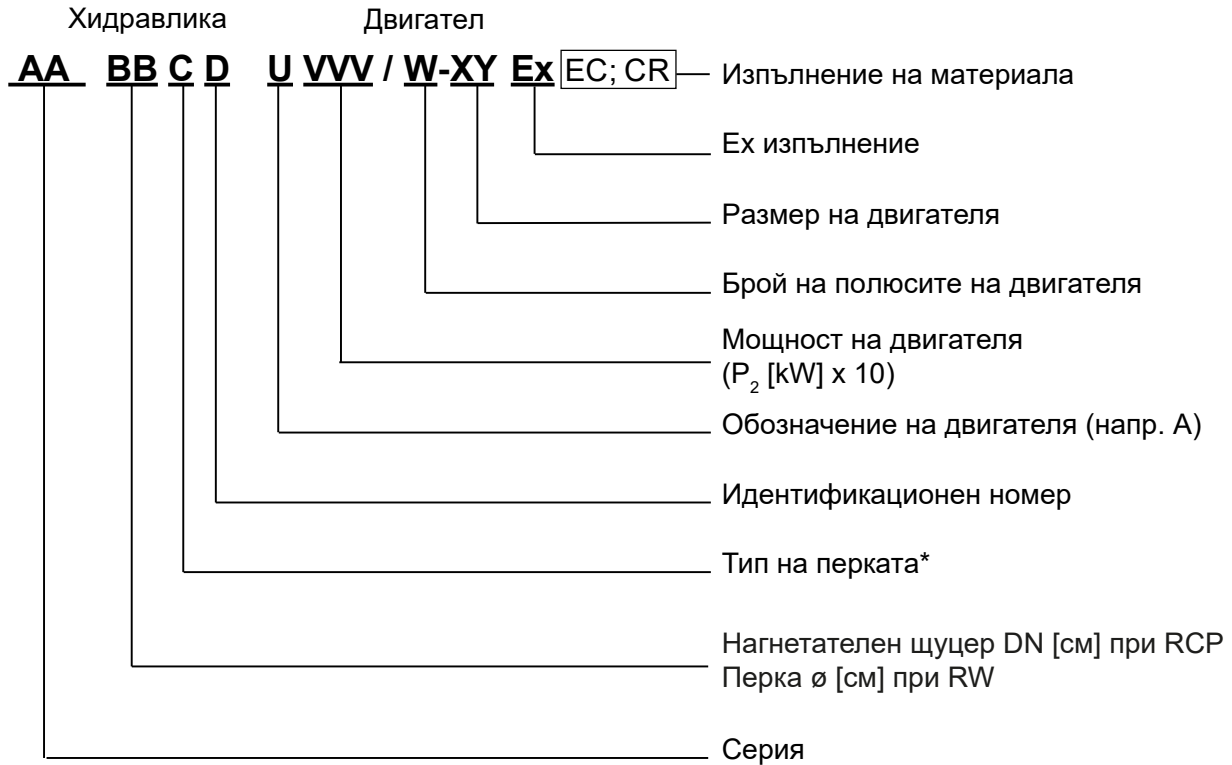 Хидравлика Двигател
AA BB C D U VVV / W-XY Ex EC; CR Изпълнение на материала
Ex изпълнение
Размер на двигателя
Брой на полюсите на двигателя
Мощност на двигателя
(P₂ [kW] x 10)
Обозначение на двигателя (напр. А)
Идентификационен номер
Тип на перката*
Нагнетателен щуцер DN [см] при RCP
Перка ø [см] при RW
Серия